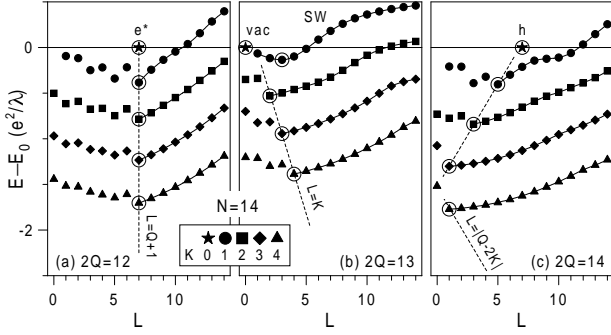 e*
vac
SW
h
0
-1
-2
E−E₀ (e²/λ)
L=Q+1
L=K
L=|Q-2K|
N=14
K 0 1 2 3 4
(a) 2Q=12
(b) 2Q=13
(c) 2Q=14
0 5 10
0 5 10
0 5 10
L
L
L